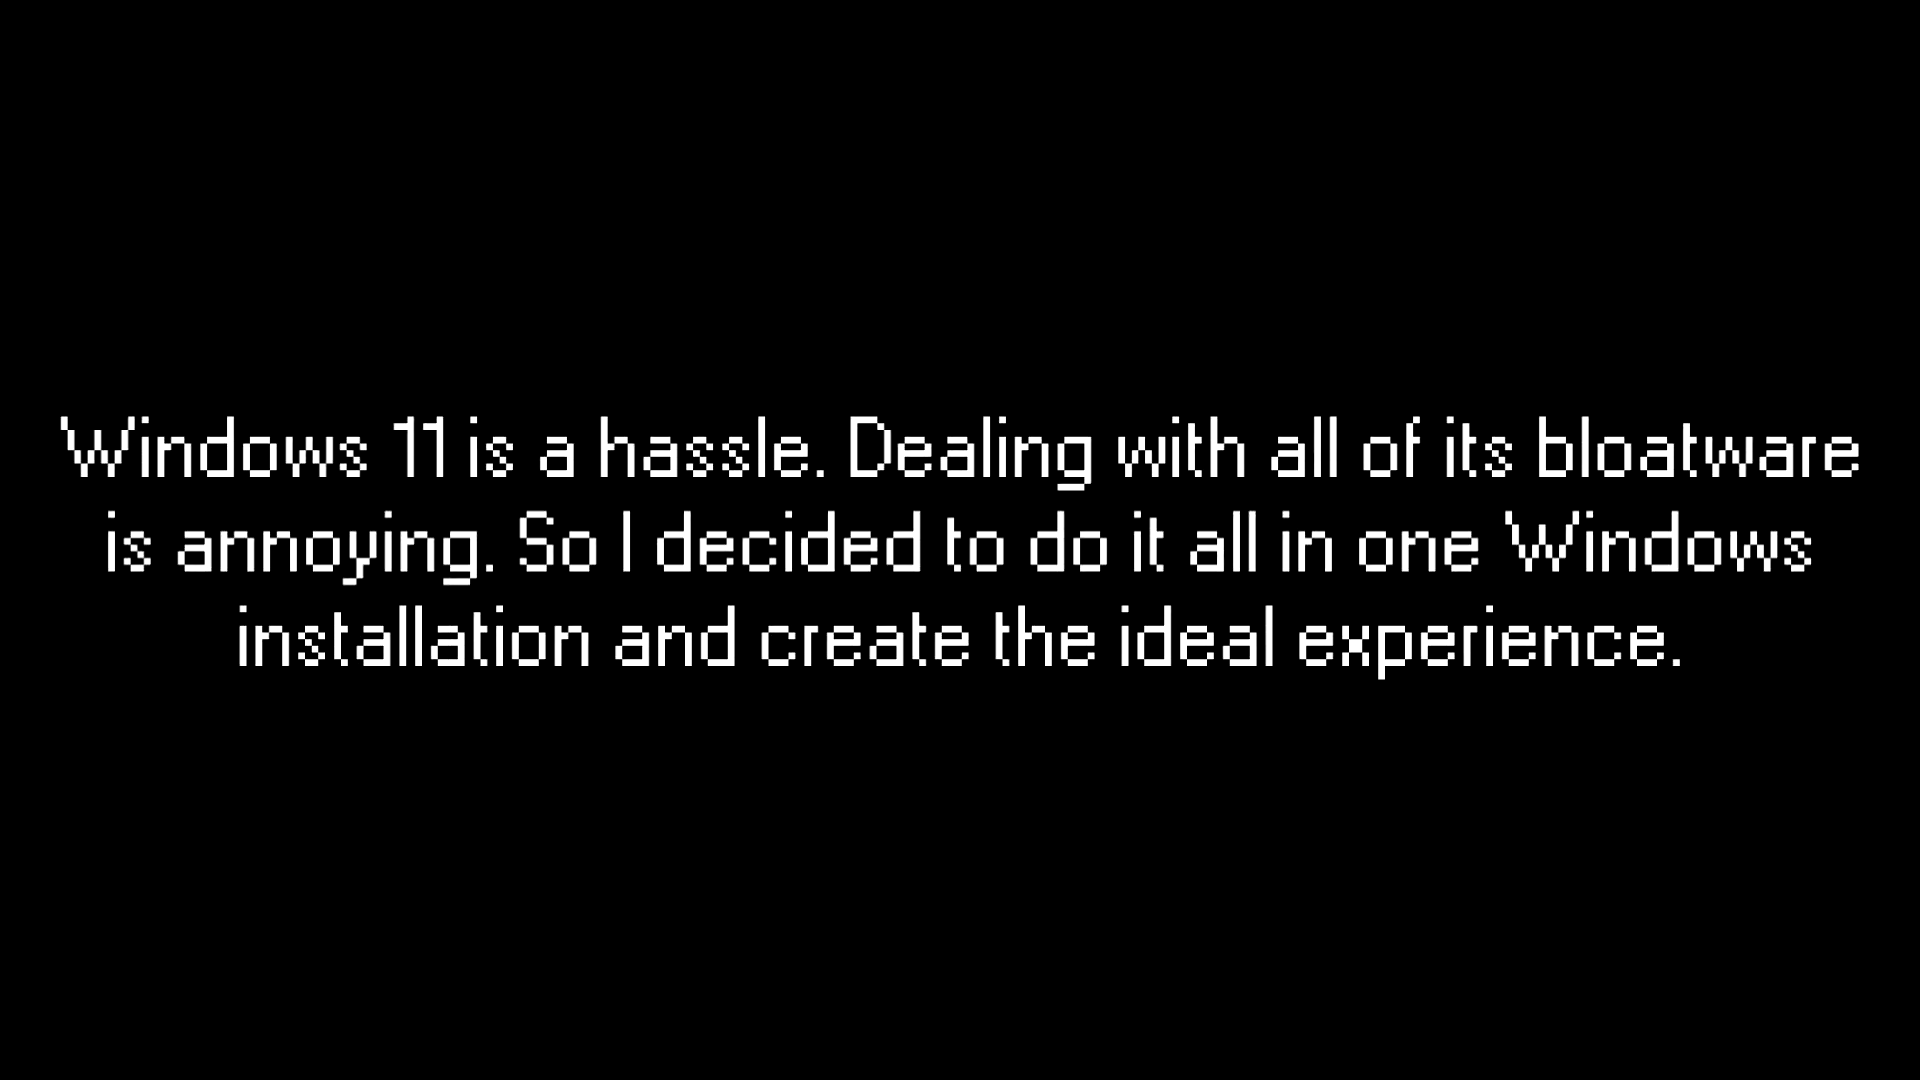 Windows 11 is a hassle. Dealing with all of its bloatware
is annoying. So I decided to do it all in one Windows
installation and create the ideal experience.